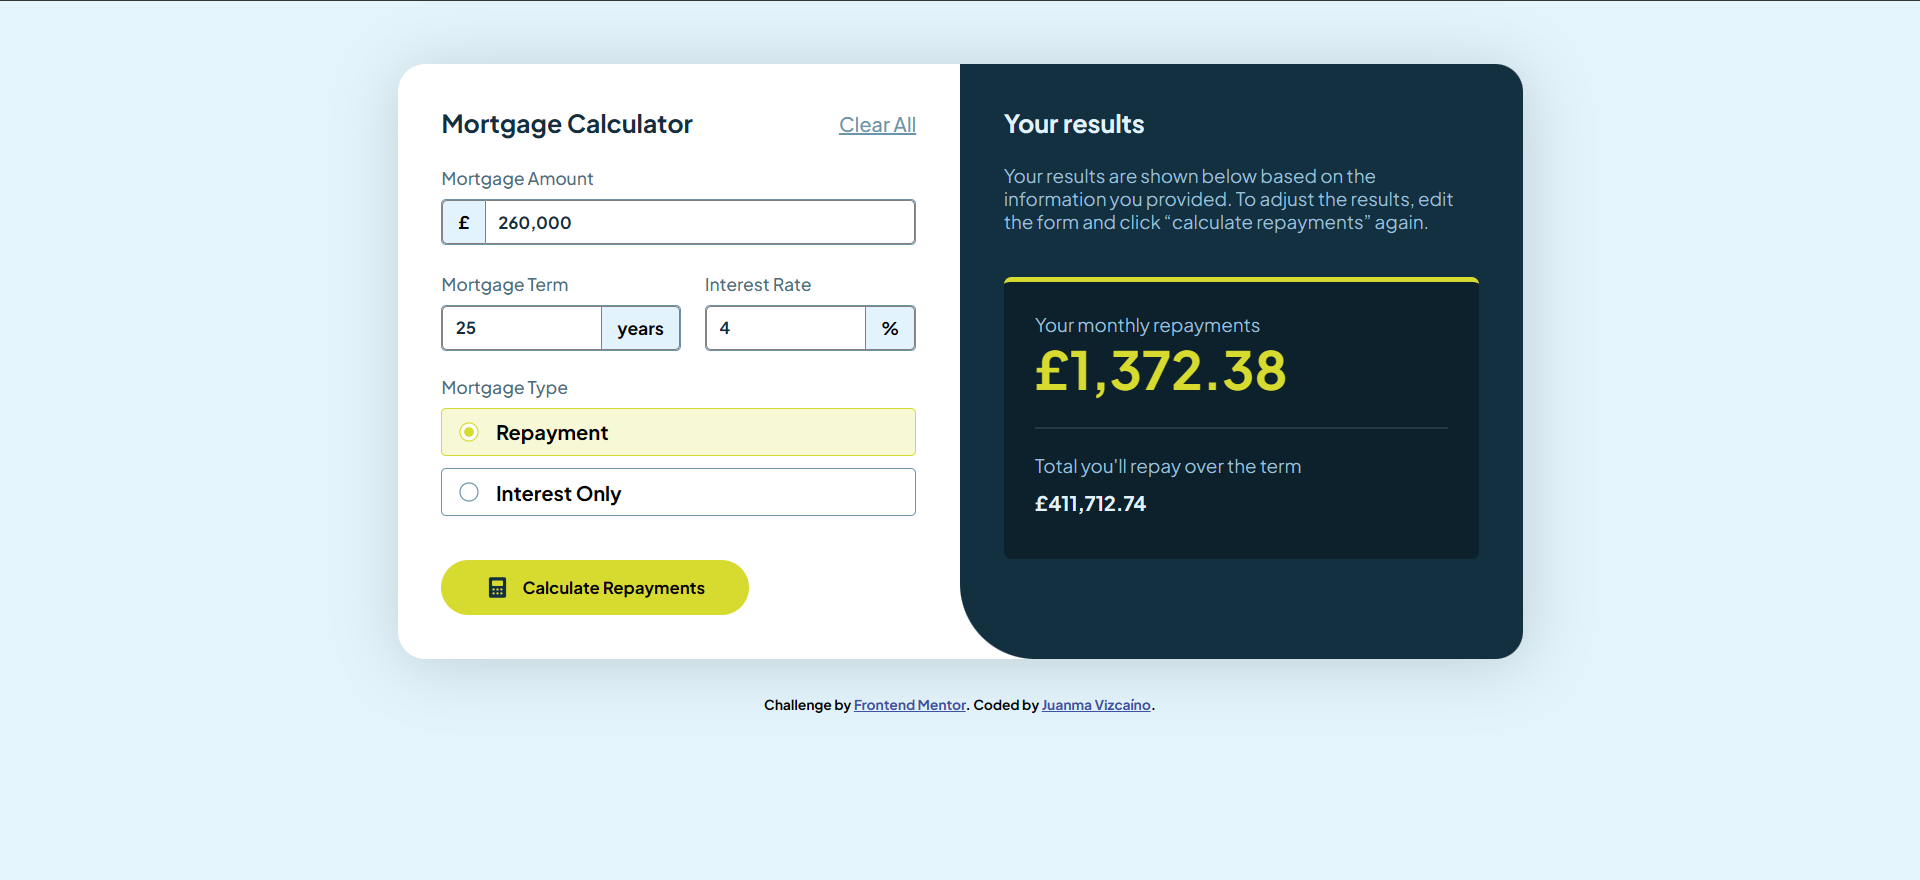 Mortgage Calculator
Clear All
Mortgage Amount
£ 260,000
Mortgage Term
25 years
Interest Rate
4 %
Mortgage Type
Repayment
Interest Only
Calculate Repayments
Your results
Your results are shown below based on the
information you provided. To adjust the results, edit
the form and click “calculate repayments” again.
Your monthly repayments
£1,372.38
Total you'll repay over the term
£411,712.74
Challenge by Frontend Mentor. Coded by Juanma Vizcaíno.